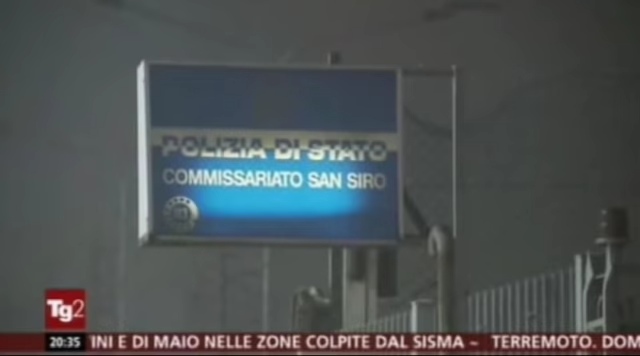 POLIZIA DI STATO
COMMISSARIATO SAN SIRO
Tg2
20:35 INI E DI MAIO NELLE ZONE COLPITE DAL SISMA ~ TERREMOTO. DOM